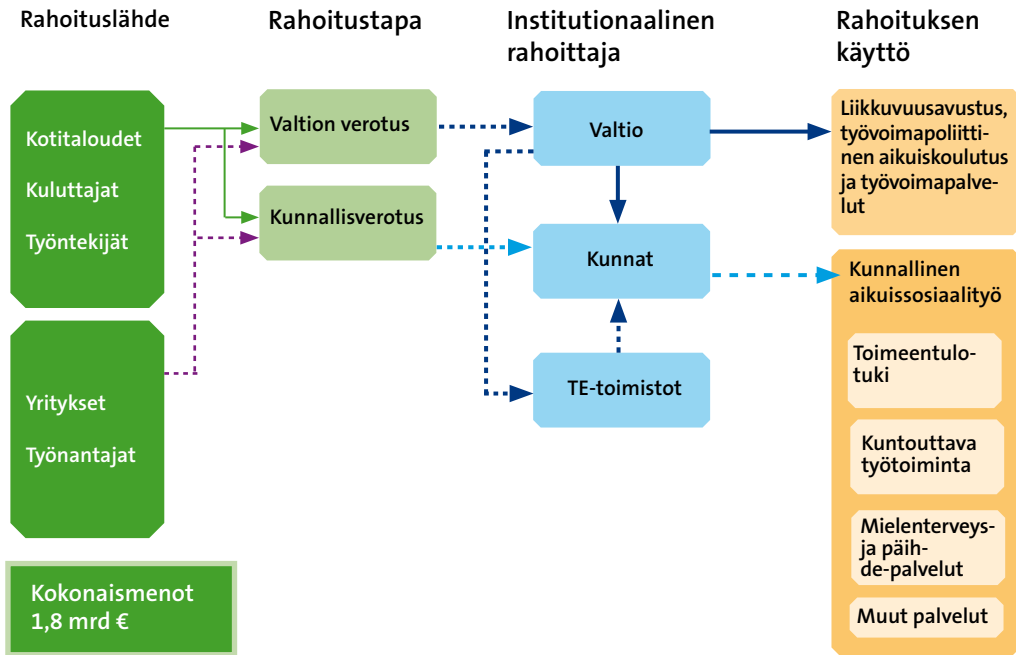 Rahoituslähde
Rahoitustapa
Institutionaalinen
rahoittaja
Rahoituksen
käyttö
Kotitaloudet
Kuluttajat
Työntekijät
Yritykset
Työnantajat
Kokonaismenot
1,8 mrd €
Valtion verotus
Kunnallisverotus
Valtio
Kunnat
TE-toimistot
Liikkuvuusavustus,
työvoimapoliitti-
nen aikuiskoulutus
ja työvoimapalve-
lut
Kunnallinen
aikuissosiaalityö
Toimeentulo-
tuki
Kuntouttava
työtoiminta
Mielenterveys-
ja päih-
de-palvelut
Muut palvelut